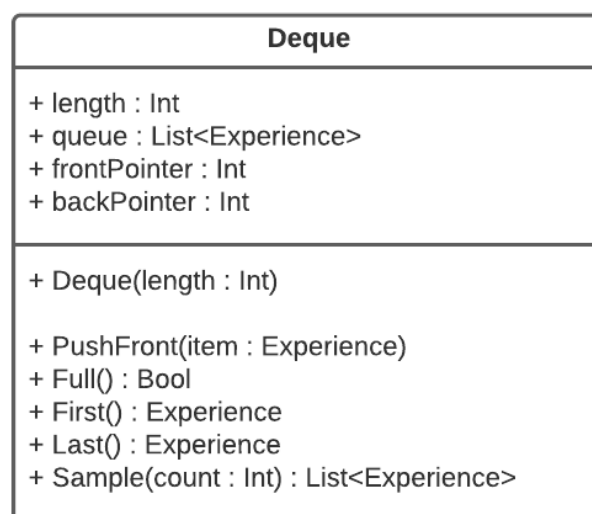 Deque
+ length : Int
+ queue : List<Experience>
+ frontPointer : Int
+ backPointer : Int
+ Deque(length : Int)
+ PushFront(item : Experience)
+ Full() : Bool
+ First() : Experience
+ Last() : Experience
+ Sample(count : Int) : List<Experience>